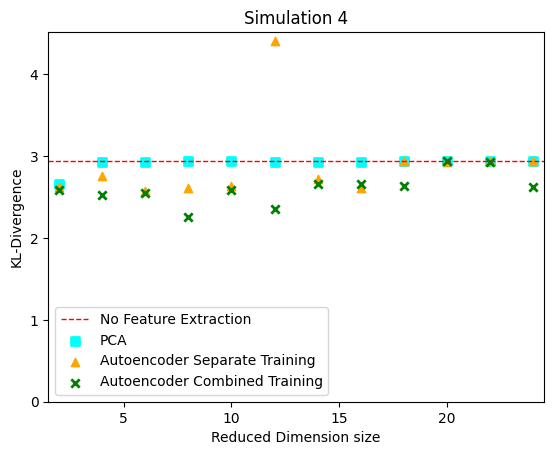 Simulation 4
KL-Divergence
4
3
2
1
0
No Feature Extraction
PCA
Autoencoder Separate Training
Autoencoder Combined Training
5
10
15
20
Reduced Dimension size